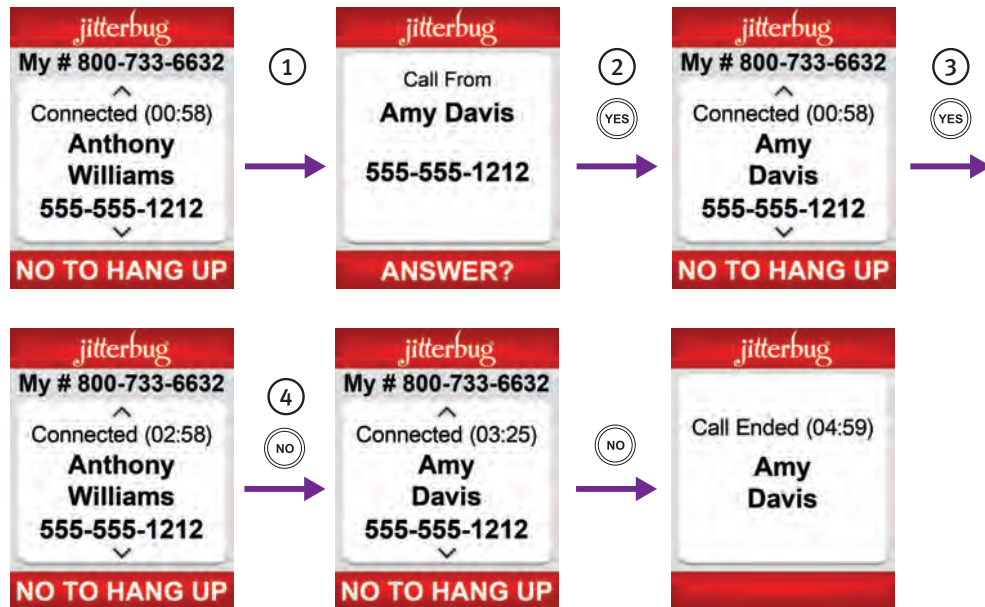 jitterbug
My # 800-733-6632
Connected (00:58)
Anthony
Williams
555-555-1212
NO TO HANG UP
1
jitterbug
Call From
Amy Davis
555-555-1212
ANSWER?
2
YES
jitterbug
My # 800-733-6632
Connected (00:58)
Amy
Davis
555-555-1212
NO TO HANG UP
3
YES
jitterbug
My # 800-733-6632
Connected (02:58)
Anthony
Williams
555-555-1212
NO TO HANG UP
4
NO
jitterbug
My # 800-733-6632
Connected (03:25)
Amy
Davis
555-555-1212
NO TO HANG UP
NO
jitterbug
Call Ended (04:59)
Amy
Davis